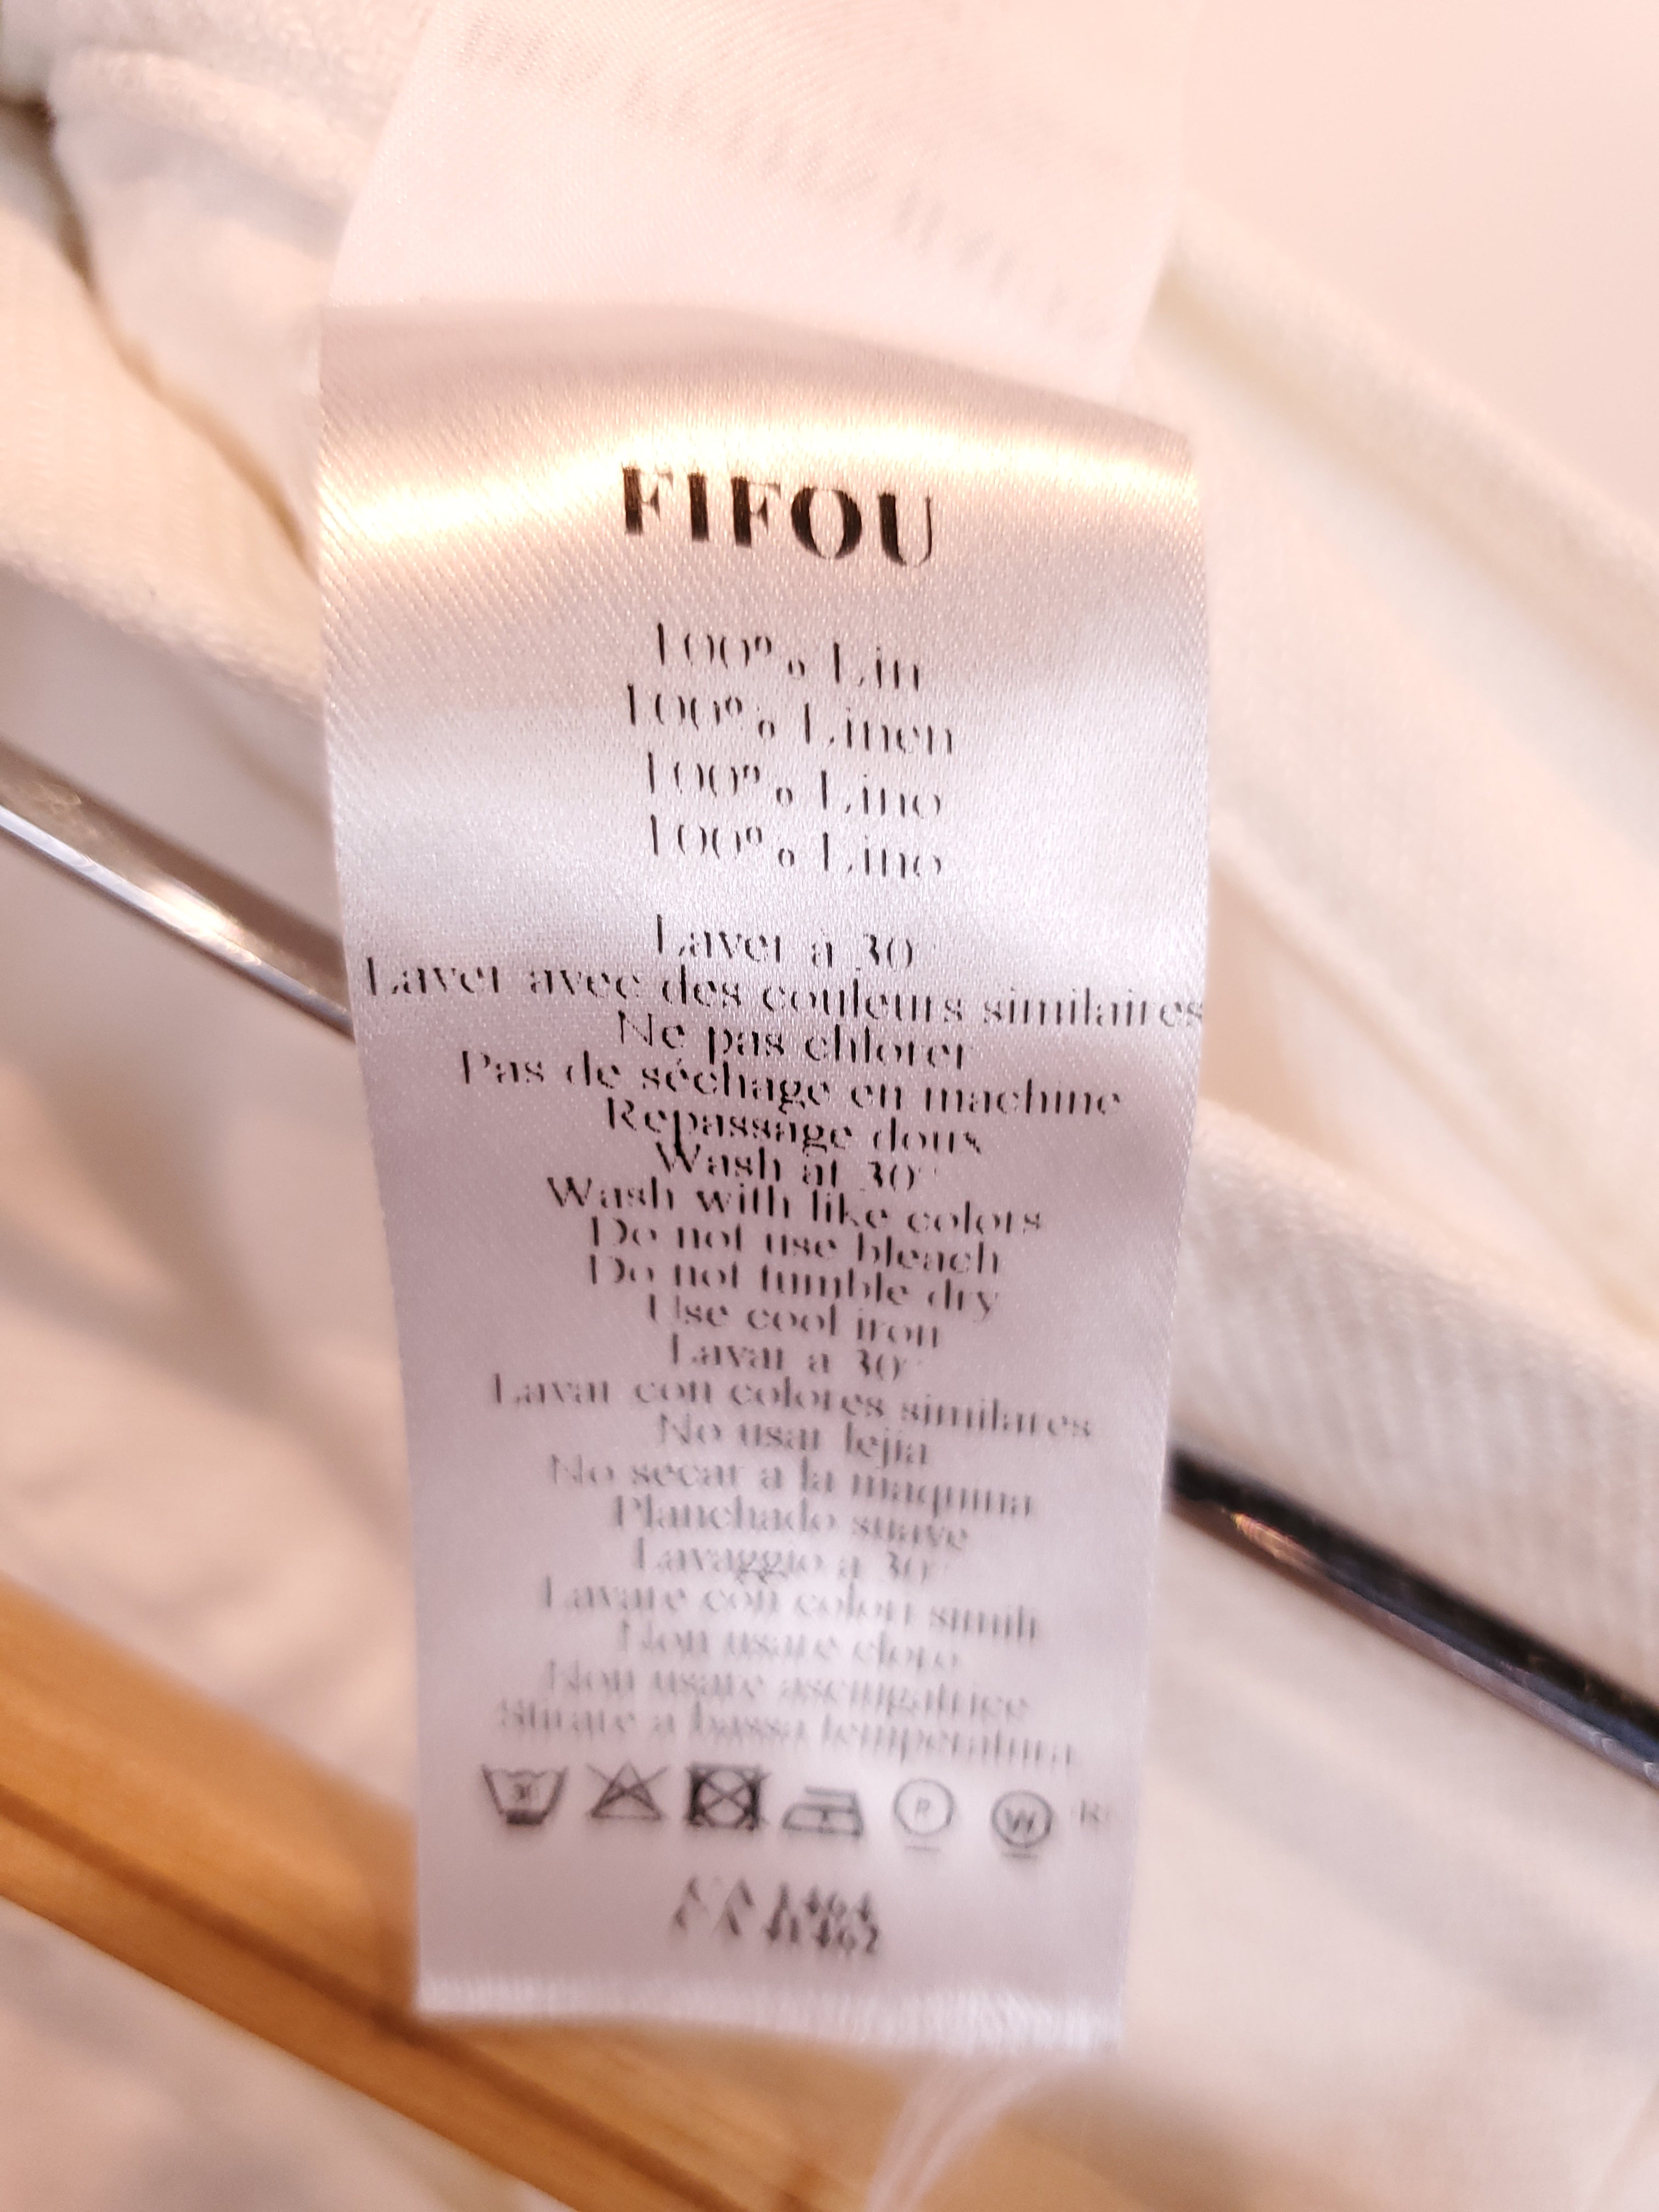 FIFOU
100% Lin
100% Linen
100% Lino
100% Lino
Laver à 30°
Laver avec des couleurs similaires
Ne pas chlorer
Pas de séchage en machine
Repassage doux
Wash at 30°
Wash with like colors
Do not use bleach
Do not tumble dry
Use cool iron
Lavar a 30°
Lavar con colores similares
No usar lejia
No secar a la maquina
Planchado suave
Lavaggio a 30°
Lavare con colori simili
Non usare cloro
Non usare asciugatrice
Stirare a bassa temperatura
30 P W